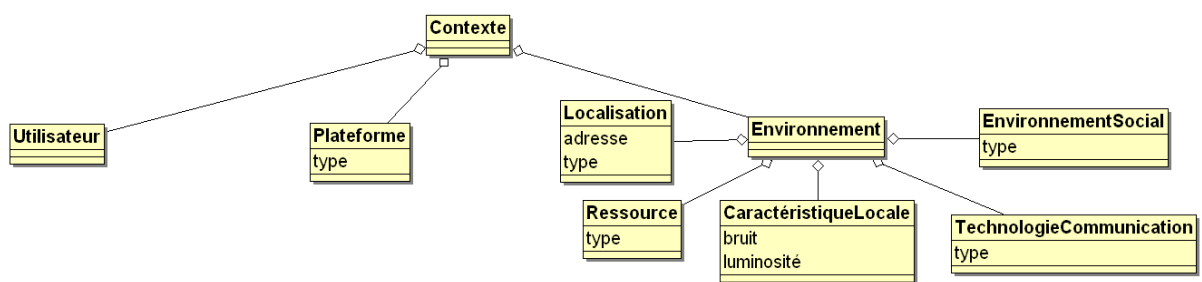 Contexte
Utilisateur
Plateforme
type
Localisation
adresse
type
Environnement
EnvironnementSocial
type
Ressource
type
CaractéristiqueLocale
bruit
luminosité
TechnologieCommunication
type